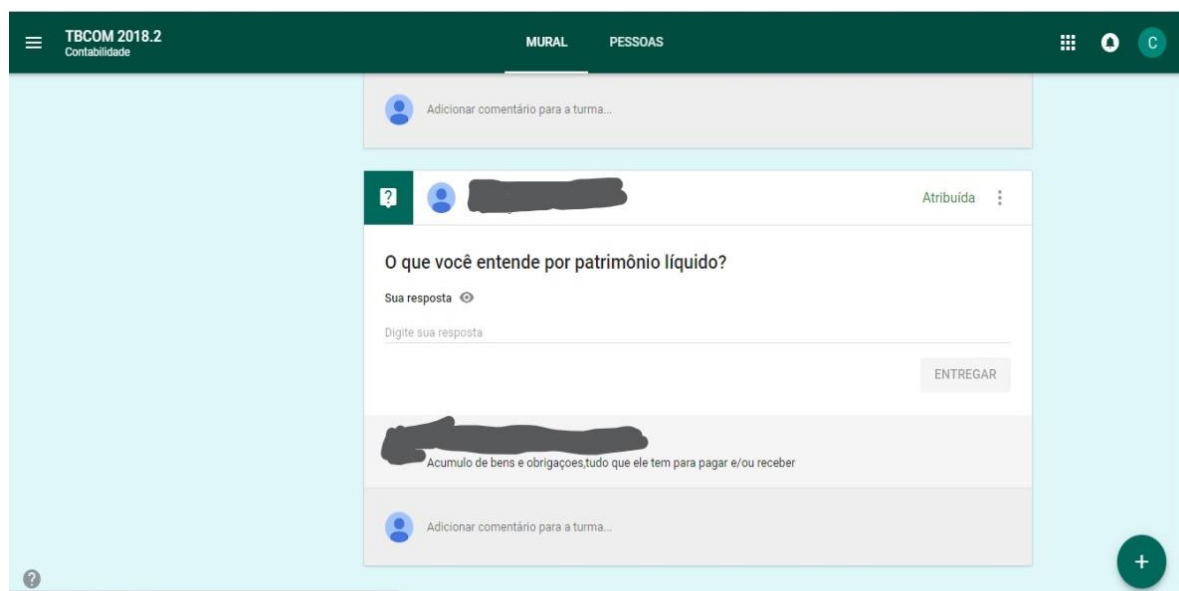 TBCOM 2018.2
Contabilidade
MURAL PESSOAS
C
Adicionar comentário para a turma...
Atribuída
O que você entende por patrimônio líquido?
Sua resposta
Digite sua resposta
ENTREGAR
Acumulo de bens e obrigaçoes,tudo que ele tem para pagar e/ou receber
Adicionar comentário para a turma...